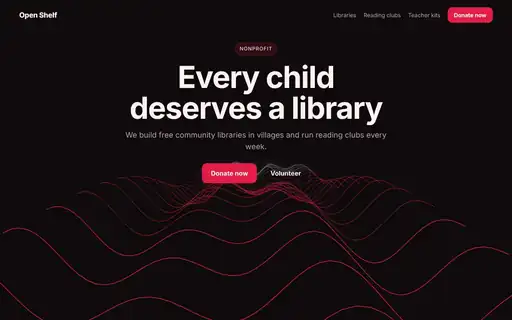 Open Shelf
Libraries Reading clubs Teacher kits Donate now
NONPROFIT
Every child
deserves a library
We build free community libraries in villages and run reading clubs every
week.
Donate now Volunteer